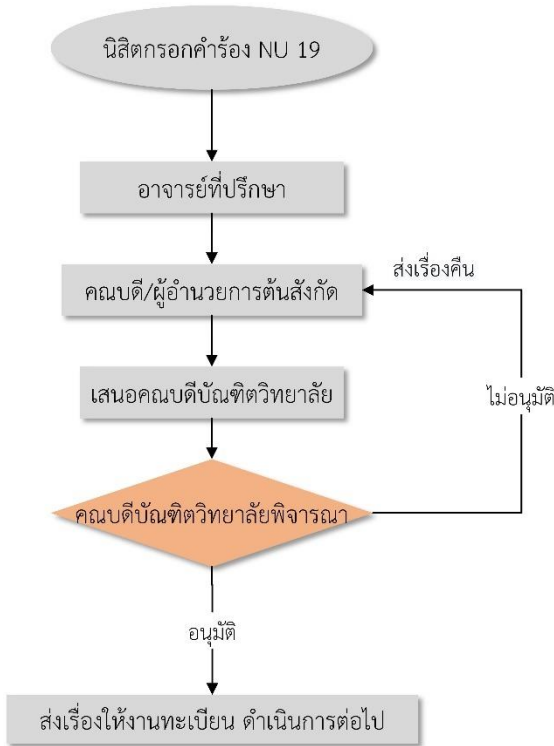 นิสิตกรอกคำร้อง NU 19
อาจารย์ที่ปรึกษา
ส่งเรื่องคืน
คณบดี/ผู้อำนวยการต้นสังกัด
เสนอคณบดีบัณฑิตวิทยาลัย
ไม่อนุมัติ
คณบดีบัณฑิตวิทยาลัยพิจารณา
อนุมัติ
ส่งเรื่องให้งานทะเบียน ดำเนินการต่อไป